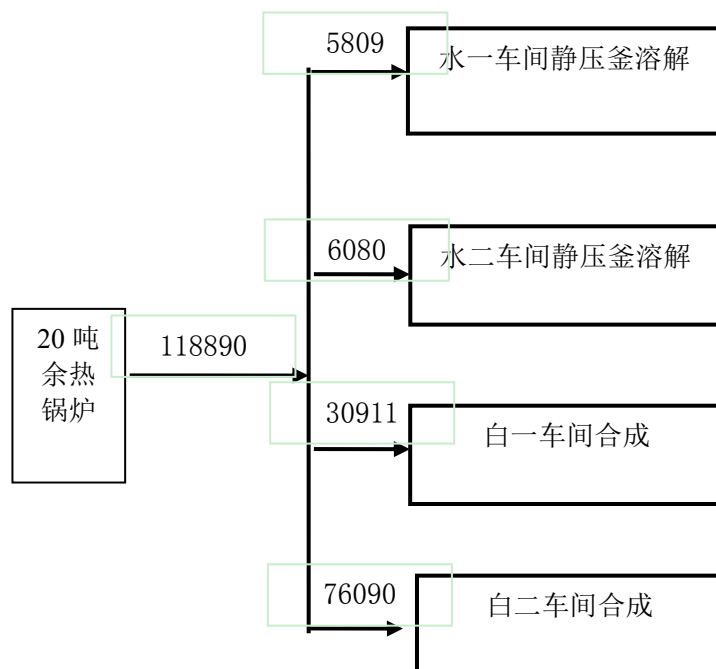 5809
水一车间静压釜溶解
6080
水二车间静压釜溶解
20 吨
余热
锅炉
118890
30911
白一车间合成
76090
白二车间合成